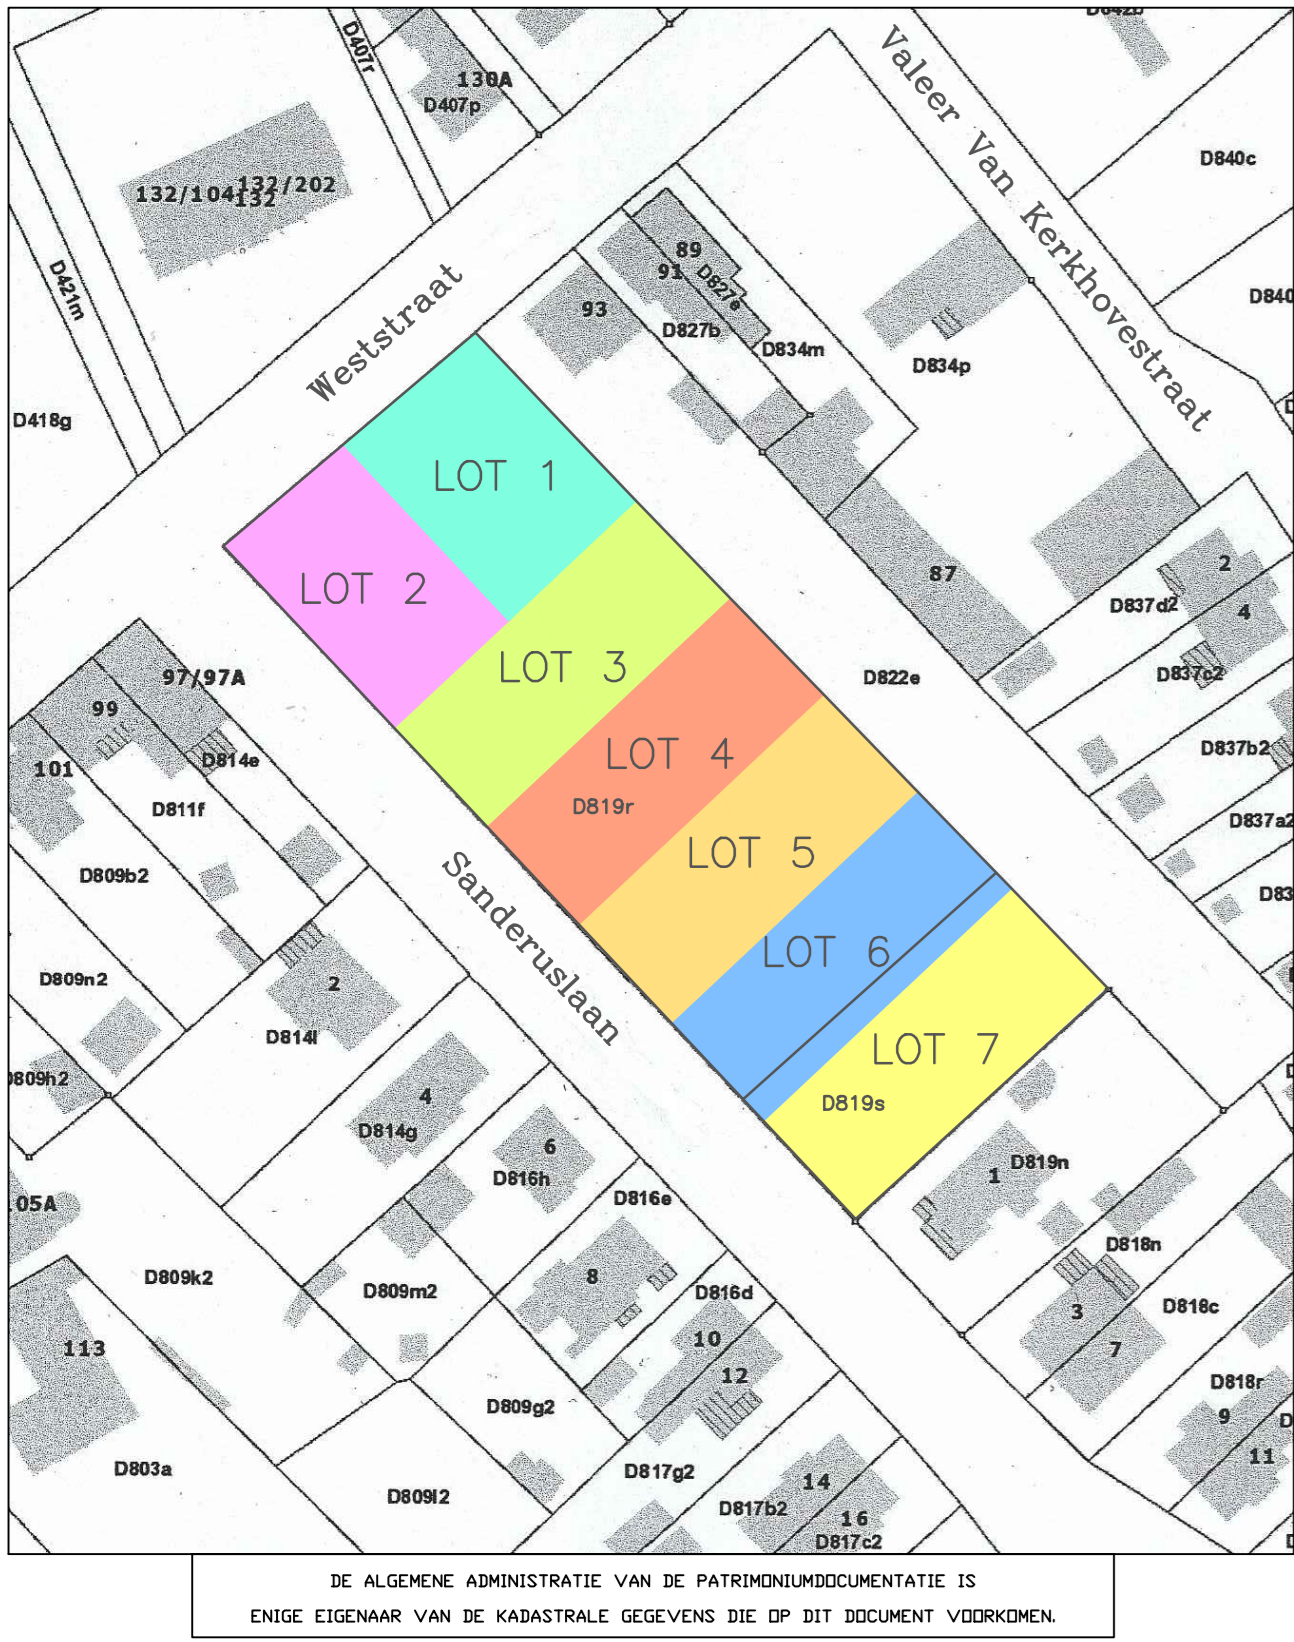 D842b
D407r
130A
D407p
Valeer Van Kerkhovestraat
D840c
132/104
132/202
132
D421m
89
91
D827e
D840
93
D827b
D834m
Weststraat
D834p
D418g
LOT 1
LOT 2
87
2
D837d2
4
LOT 3
D822e
D837c2
97/97A
99
D837b2
LOT 4
101
D814e
D819r
D811f
D837a2
LOT 5
D809b2
Sanderuslaan
D83
LOT 6
D809n2
2
D814l
LOT 7
D809h2
4
D819s
D814g
6
D816h
1
D819n
D816e
05A
D818n
D809k2
8
D809m2
D816d
3
D818c
10
7
113
12
D818r
D809g2
9
11
D803a
D817g2
14
D809l2
D817b2
16
D817c2
DE ALGEMENE ADMINISTRATIE VAN DE PATRIMONIUMDOCUMENTATIE IS
ENIGE EIGENAAR VAN DE KADASTRALE GEGEVENS DIE OP DIT DOCUMENT VOORKOMEN.